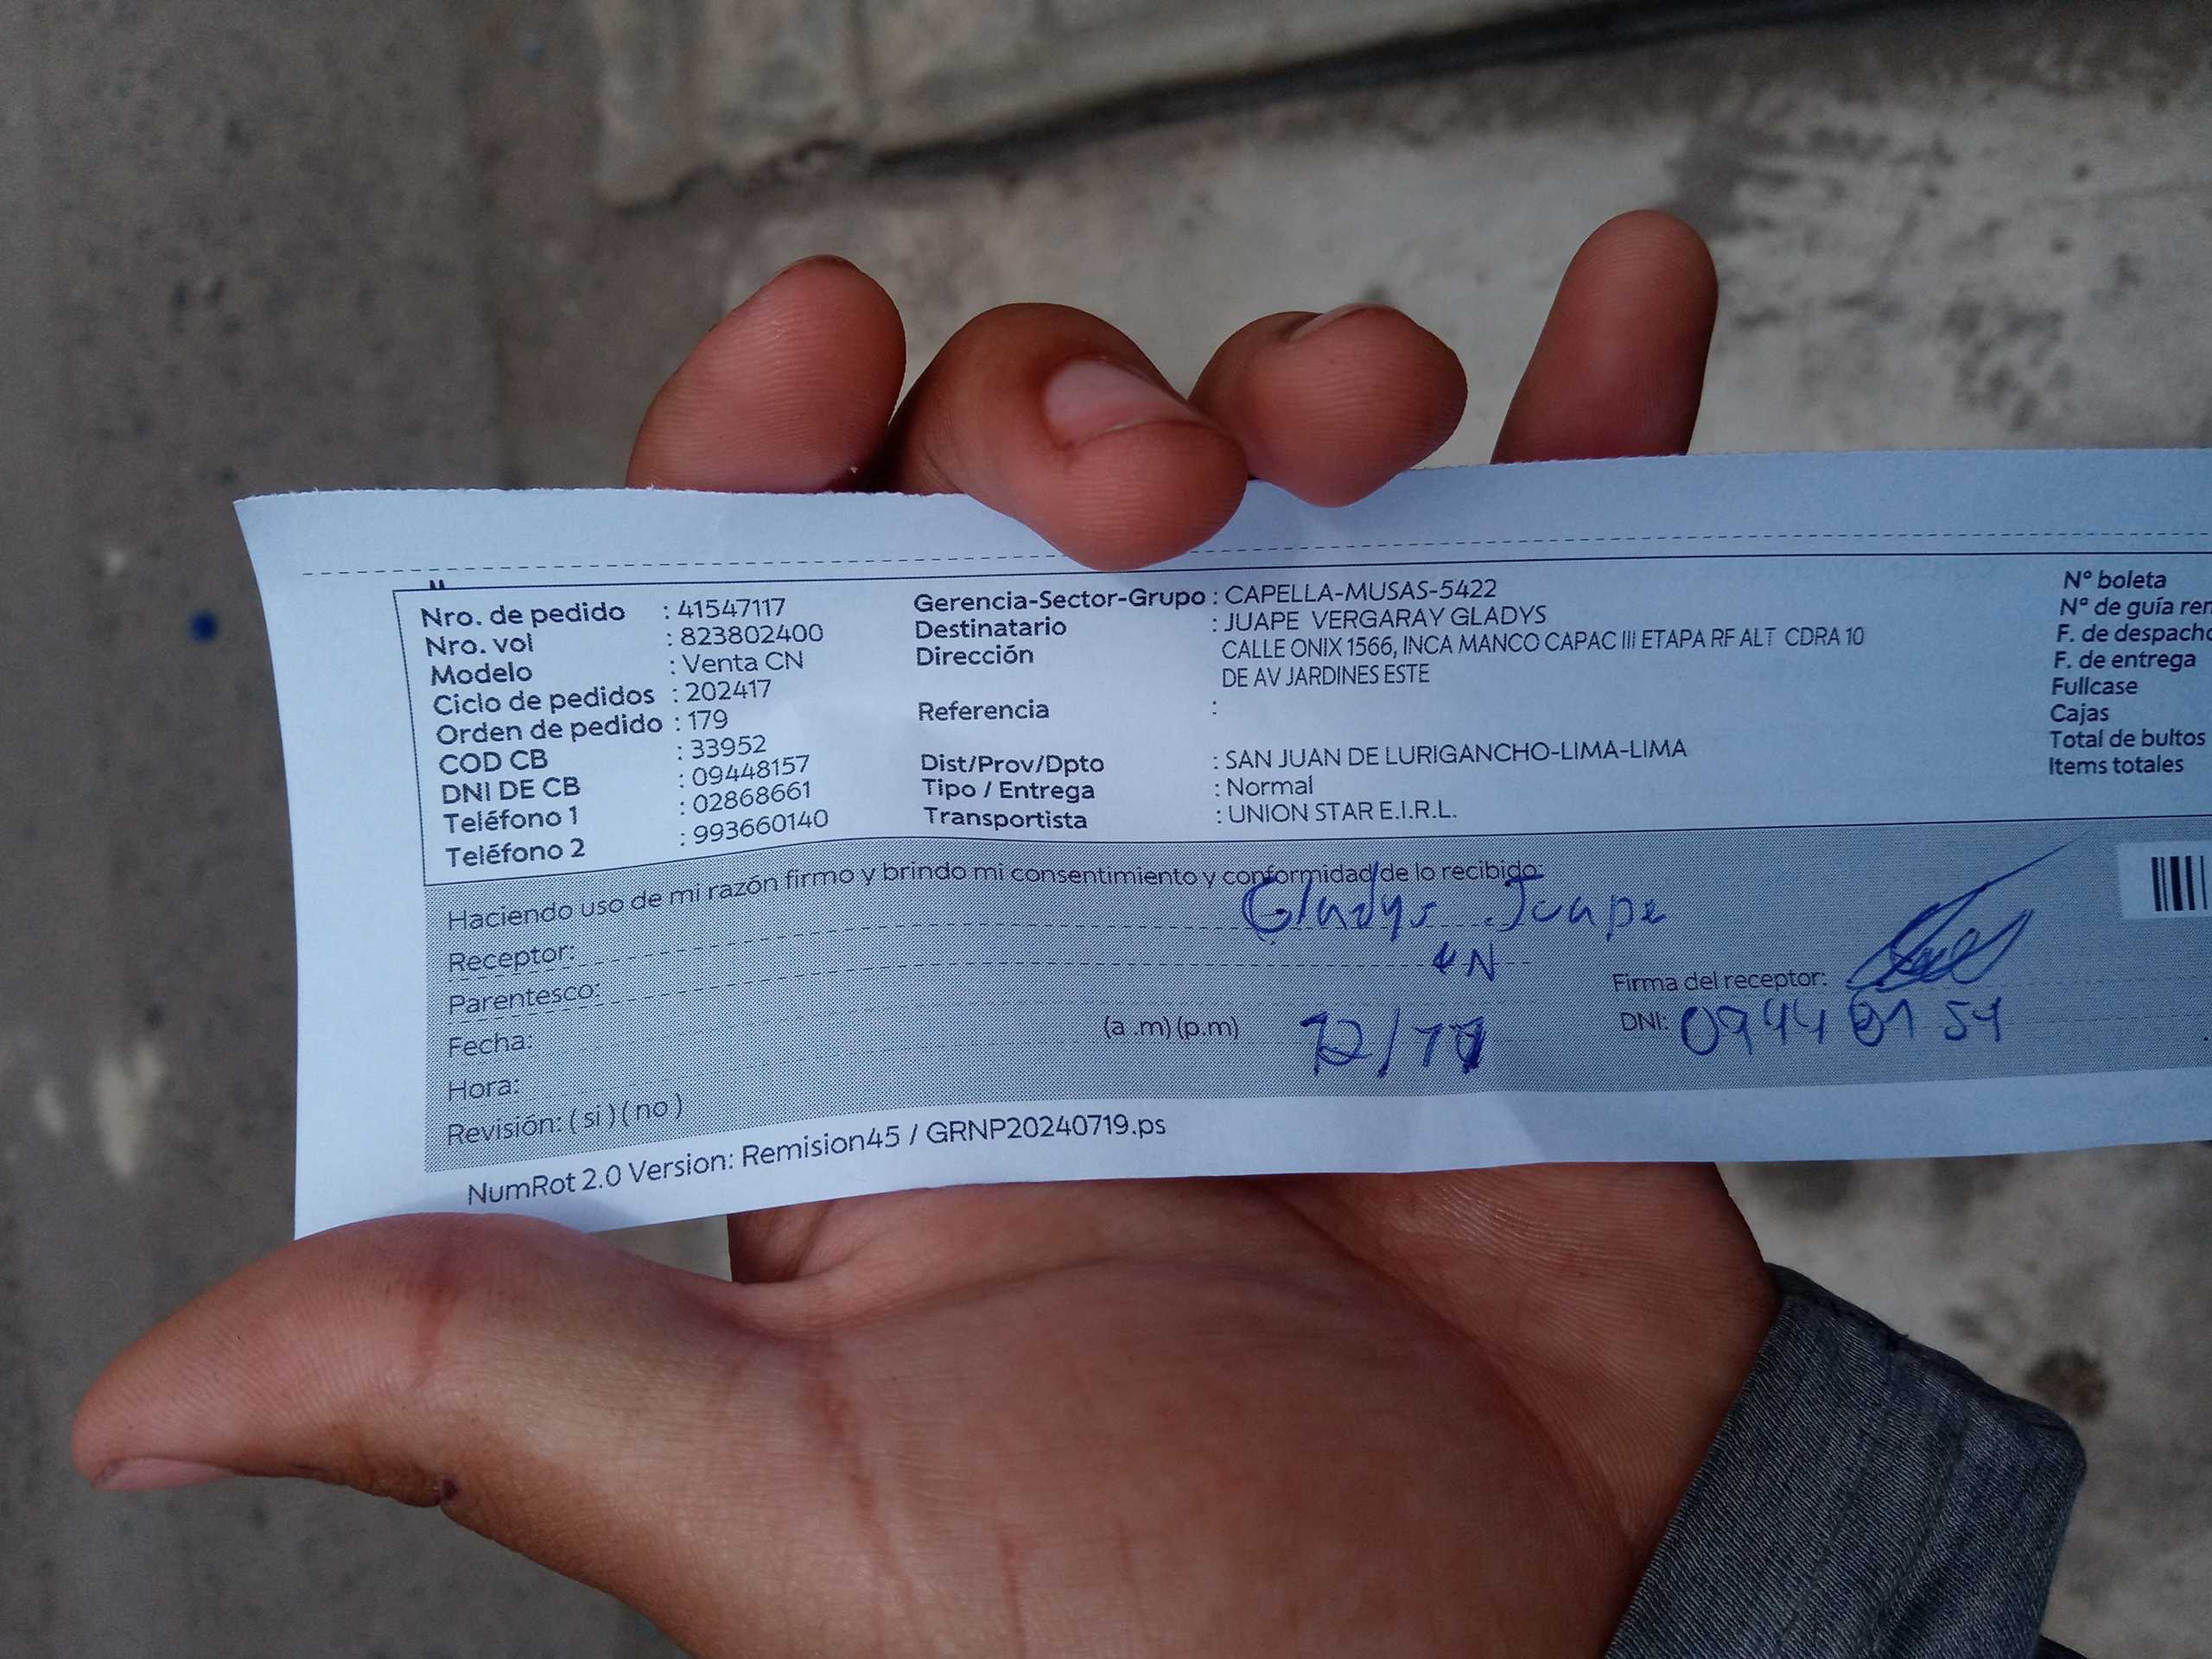 Nro. de pedido : 41547117
Nro. vol : 823802400
Modelo : Venta CN
Ciclo de pedidos : 202417
Orden de pedido : 179
COD CB : 33952
DNI DE CB : 09448157
Teléfono 1 : 02868661
Teléfono 2 : 993660140
Gerencia-Sector-Grupo : CAPELLA-MUSAS-5422
Destinatario : JUAPE VERGARAY GLADYS
Dirección CALLE ONIX 1566, INCA MANCO CAPAC III ETAPA RF ALT CDRA 10
DE AV JARDINES ESTE
Referencia :
Dist/Prov/Dpto : SAN JUAN DE LURIGANCHO-LIMA-LIMA
Tipo / Entrega : Normal
Transportista : UNION STAR E.I.R.L.
N° boleta
N° de guía rem
F. de despacho
F. de entrega
Fullcase
Cajas
Total de bultos
Items totales
Haciendo uso de mi razón firmo y brindo mi consentimiento y conformidad de lo recibido:
Receptor: Gladys Juape
Parentesco:
Fecha:
Hora: (a .m) (p.m)
Revisión: ( si ) ( no )
Firma del receptor:
DNI:
NumRot 2.0 Version: Remision45 / GRNP20240719.ps